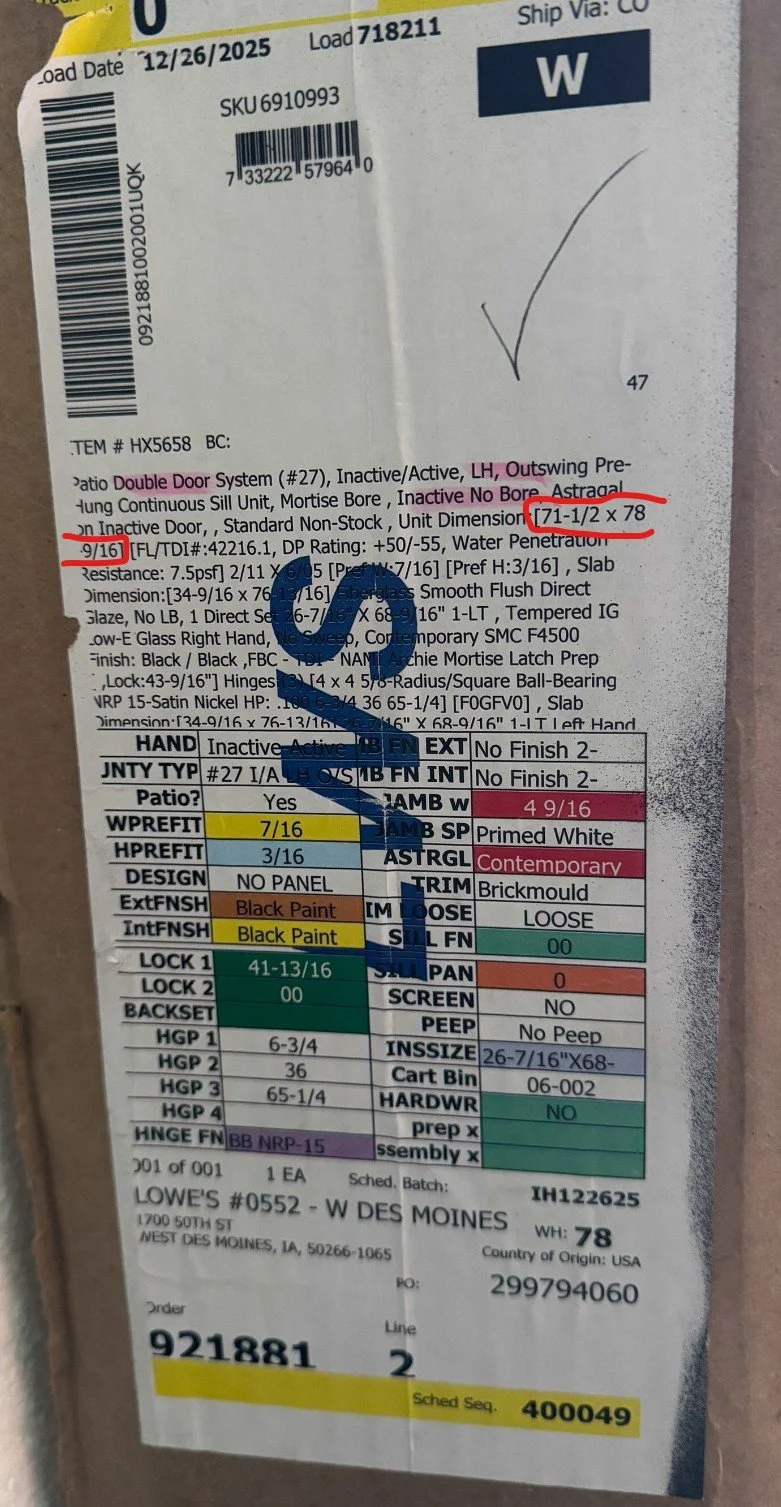 0
Ship Via: CO
oad Date 12/26/2025 Load 718211
W
SKU 6910993
7 33222 57964 0
0921881002001UQK
47
TEM # HX5658 BC:
Patio Double Door System (#27), Inactive/Active, LH, Outswing Pre-
Hung Continuous Sill Unit, Mortise Bore , Inactive No Bore, Astragal
on Inactive Door, , Standard Non-Stock , Unit Dimension:[71-1/2 x 78
-9/16] [FL/TDI#:42216.1, DP Rating: +50/-55, Water Penetration
Resistance: 7.5psf] 2/11 X 6/05 [Pref W:7/16] [Pref H:3/16] , Slab
Dimension:[34-9/16 x 76-13/16] Fiberglass Smooth Flush Direct
Glaze, No LB, 1 Direct Set 26-7/16" X 68-9/16" 1-LT , Tempered IG
Low-E Glass Right Hand, No Sweep, Contemporary SMC F4500
Finish: Black / Black ,FBC - TDI - NAMI Archie Mortise Latch Prep
,Lock:43-9/16"] Hinges:(3) [4 x 4 5/8-Radius/Square Ball-Bearing
NRP 15-Satin Nickel HP: .100 6-3/4 36 65-1/4] [F0GFV0] , Slab
Dimension:[34-9/16 x 76-13/16] 26-7/16" X 68-9/16" 1-LT Left Hand
HAND Inactive-Active MB FN EXT No Finish 2-
JNTY TYP #27 I/A LH O/S MB FN INT No Finish 2-
Patio? Yes JAMB w 4 9/16
WPREFIT 7/16 JAMB SP Primed White
HPREFIT 3/16 ASTRGL Contemporary
DESIGN NO PANEL TRIM Brickmould
ExtFNSH Black Paint IM LOOSE LOOSE
IntFNSH Black Paint SILL FN 00
LOCK 1 41-13/16 SILL PAN 0
LOCK 2 00 SCREEN NO
BACKSET PEEP No Peep
HGP 1 6-3/4 INSSIZE 26-7/16"X68-
HGP 2 36 Cart Bin 06-002
HGP 3 65-1/4 HARDWR NO
HGP 4 prep x
HNGE FN BB NRP-15 ssembly x
001 of 001 1 EA Sched. Batch: IH122625
LOWE'S #0552 - W DES MOINES WH: 78
1700 50TH ST
WEST DES MOINES, IA, 50266-1065 Country of Origin: USA
PO: 299794060
Order Line
921881 2
Sched Seq. 400049